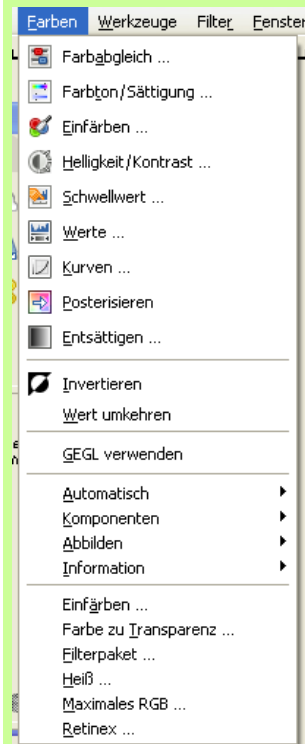 Farben Werkzeuge Filter Fenster
Farbabgleich ...
Farbton/Sättigung ...
Einfärben ...
Helligkeit/Kontrast ...
Schwellwert ...
Werte ...
Kurven ...
Posterisieren
Entsättigen ...
Invertieren
Wert umkehren
GEGL verwenden
Automatisch
Komponenten
Abbilden
Information
Einfärben ...
Farbe zu Transparenz ...
Filterpaket ...
Heiß ...
Maximales RGB ...
Retinex ...